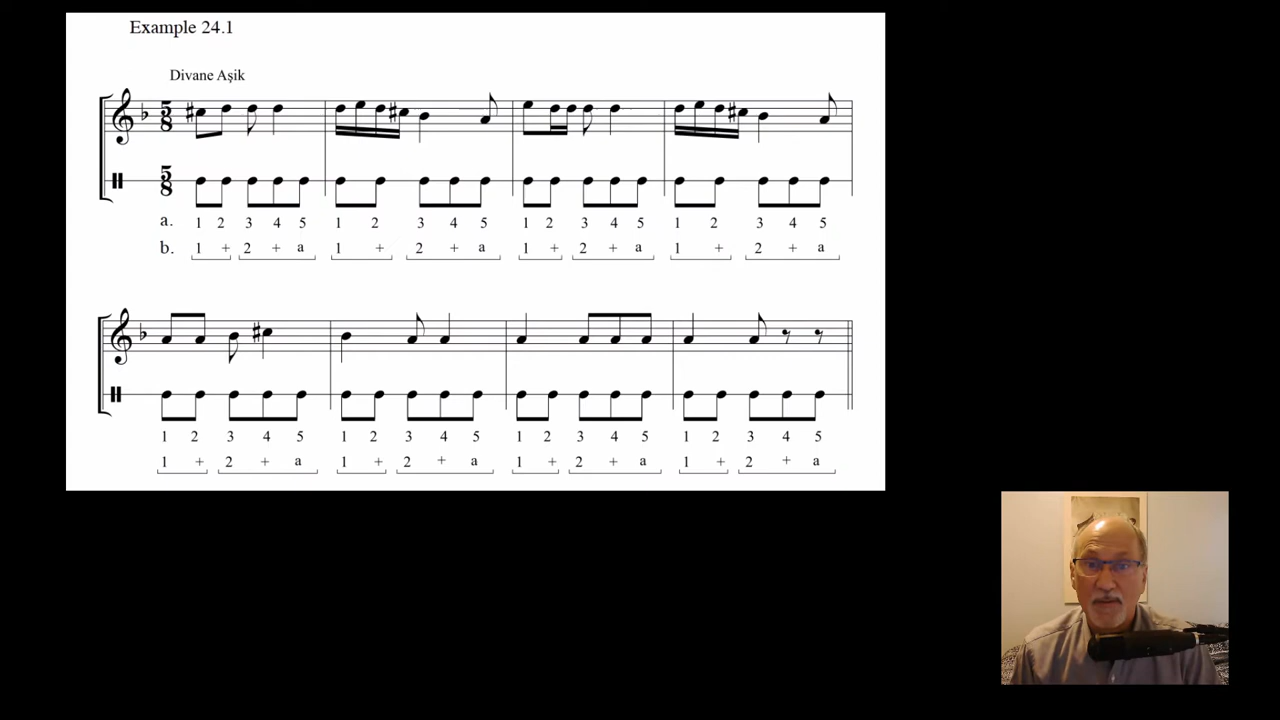 Example 24.1
Divane Aşik
5 8
5 8
a. 1 2 3 4 5 1 2 3 4 5 1 2 3 4 5 1 2 3 4 5
b. 1 + 2 + a 1 + 2 + a 1 + 2 + a 1 + 2 + a
1 2 3 4 5 1 2 3 4 5 1 2 3 4 5 1 2 3 4 5
1 + 2 + a 1 + 2 + a 1 + 2 + a 1 + 2 + a